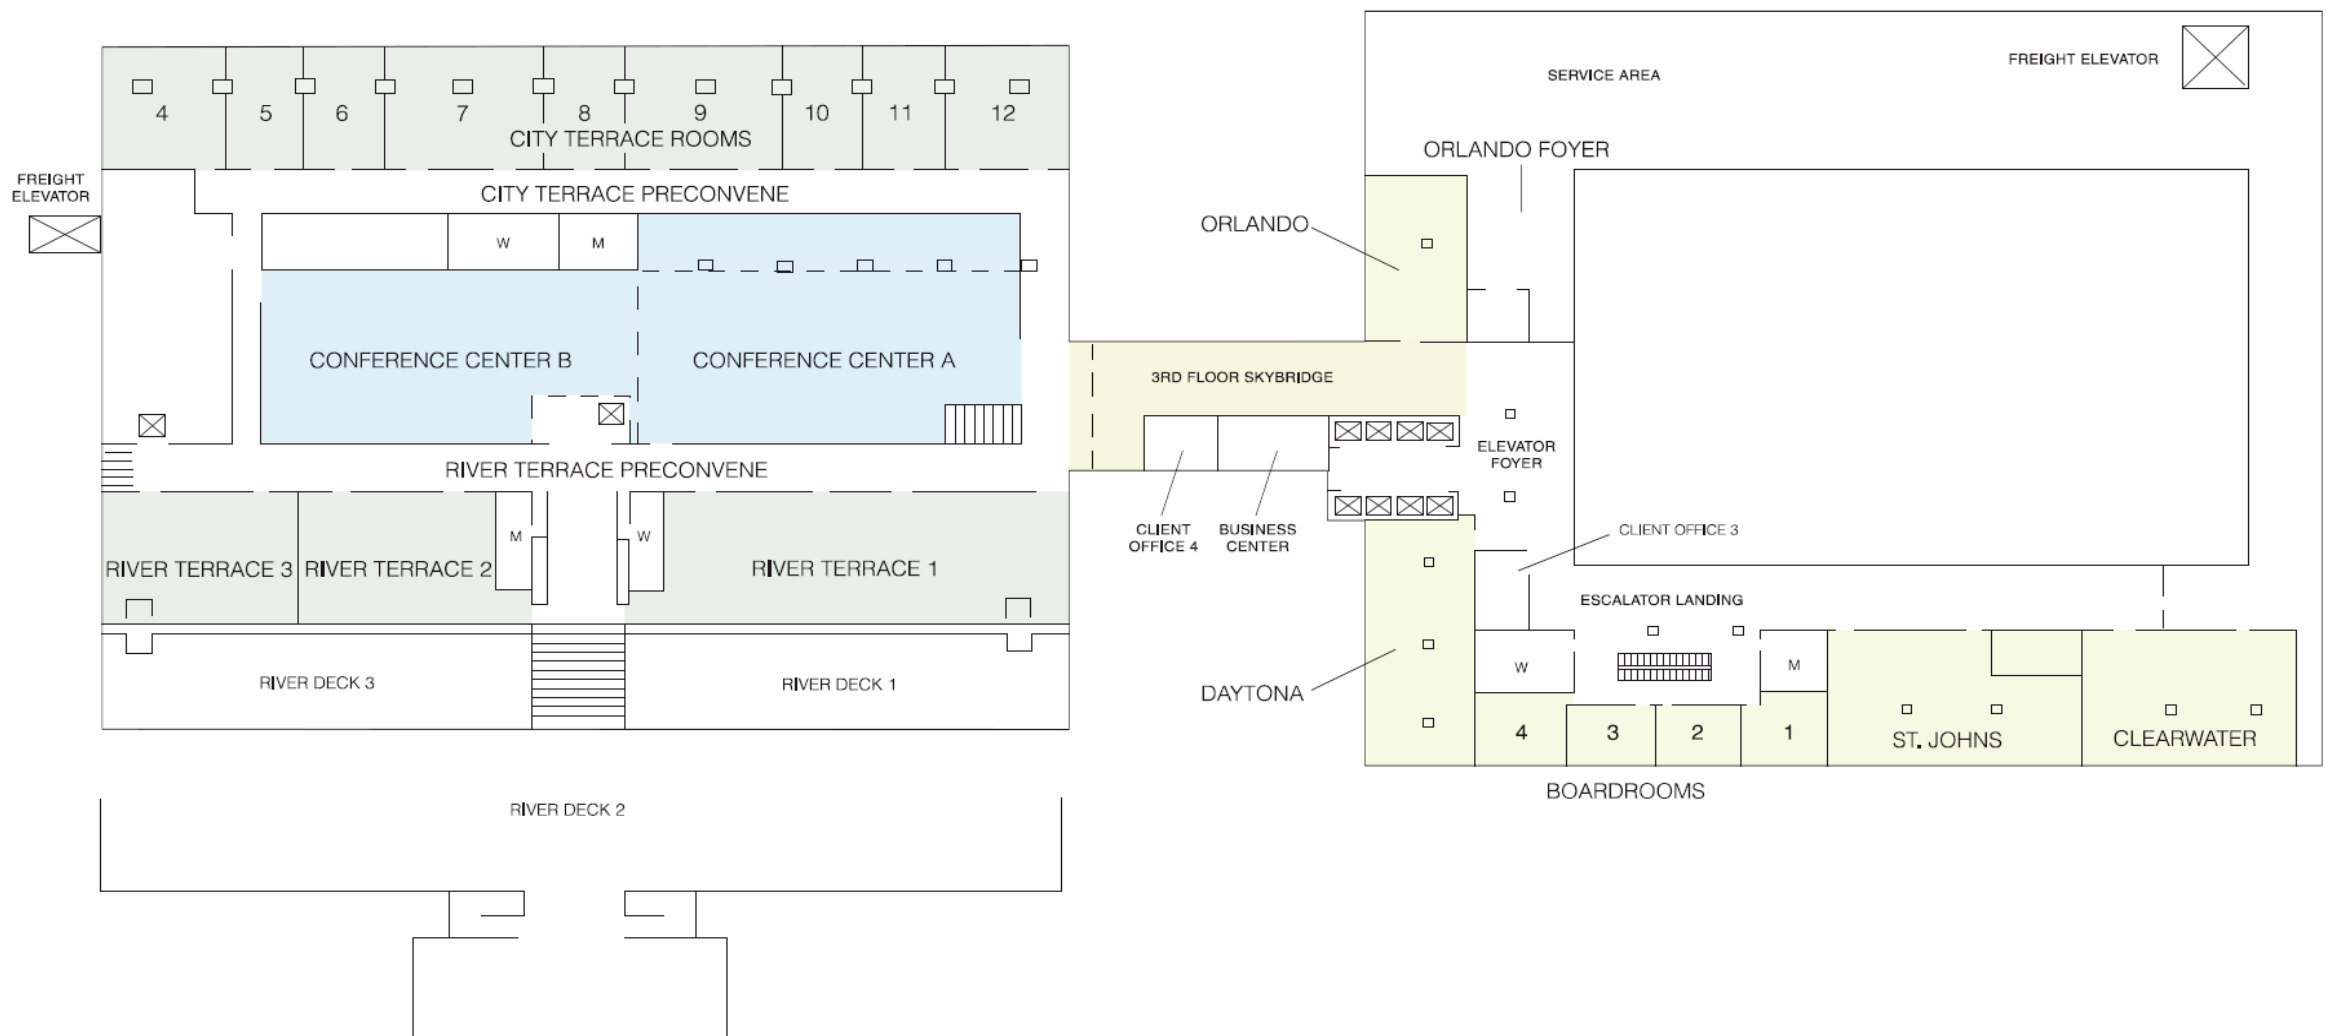 FREIGHT ELEVATOR
SERVICE AREA
4 5 6 7 8 9 10 11 12
CITY TERRACE ROOMS
ORLANDO FOYER
FREIGHT
ELEVATOR
CITY TERRACE PRECONVENE
ORLANDO
W
M
CONFERENCE CENTER B
CONFERENCE CENTER A
3RD FLOOR SKYBRIDGE
ELEVATOR
FOYER
RIVER TERRACE PRECONVENE
CLIENT
OFFICE 4
BUSINESS
CENTER
CLIENT OFFICE 3
M
W
RIVER TERRACE 3
RIVER TERRACE 2
RIVER TERRACE 1
ESCALATOR LANDING
W
M
RIVER DECK 3
RIVER DECK 1
DAYTONA
4
3
2
1
ST. JOHNS
CLEARWATER
BOARDROOMS
RIVER DECK 2